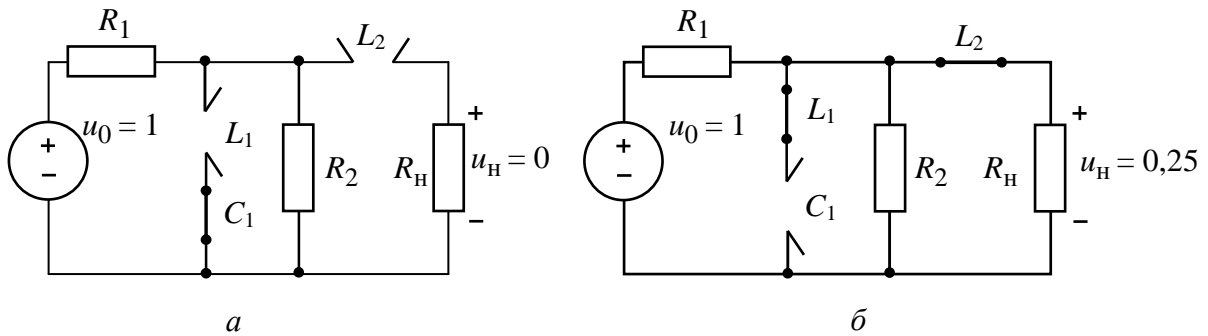 R₁
L₂
u₀ = 1
L₁
C₁
R₂
Rн
uн = 0
а
R₁
L₂
u₀ = 1
L₁
C₁
R₂
Rн
uн = 0,25
б